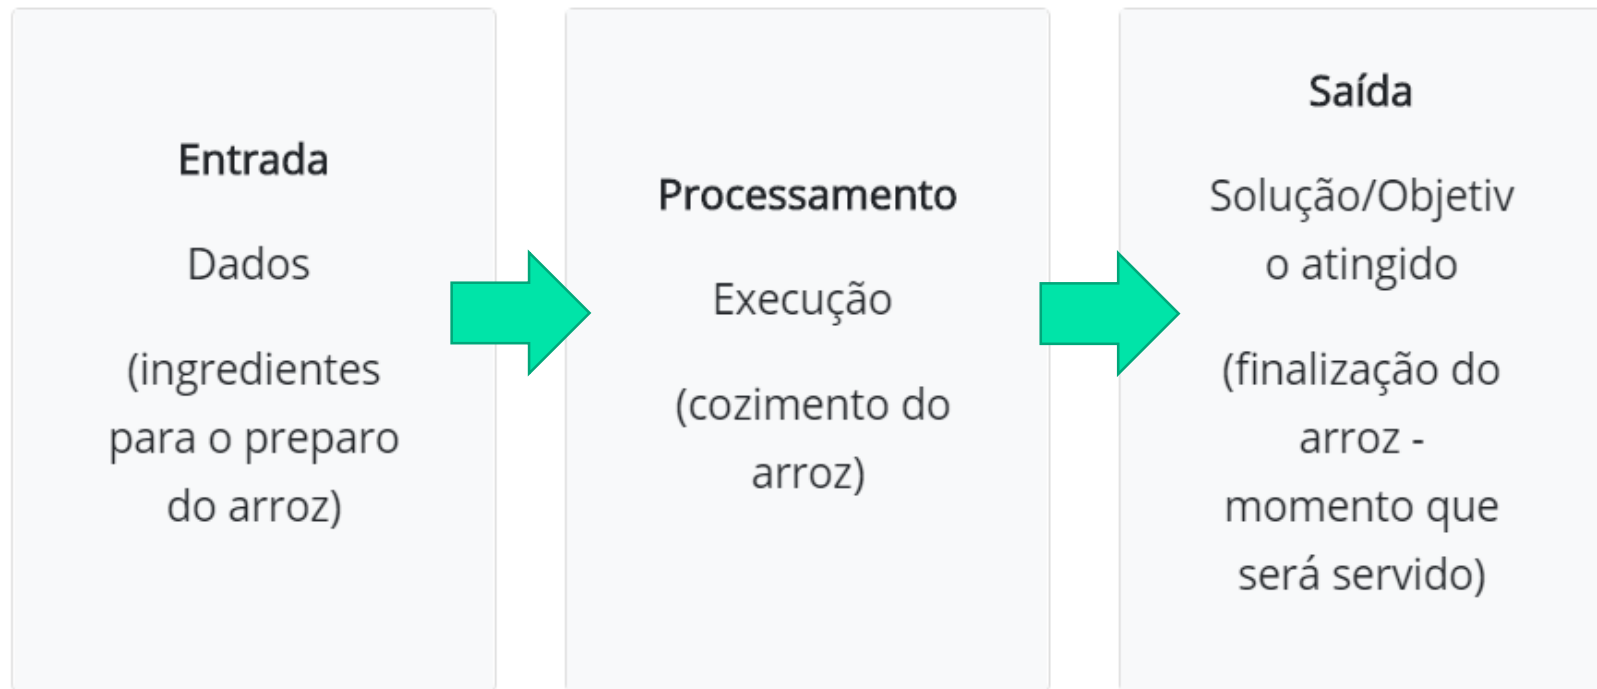 Entrada
Dados
(ingredientes
para o preparo
do arroz)
Processamento
Execução
(cozimento do
arroz)
Saída
Solução/Objetiv
o atingido
(finalização do
arroz -
momento que
será servido)